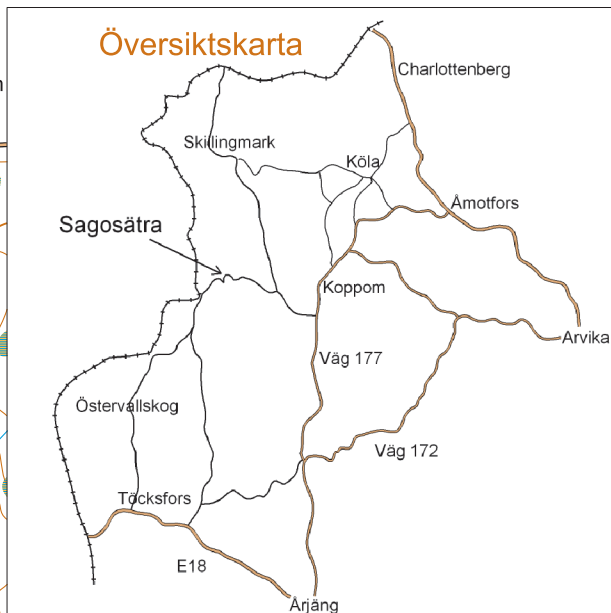 Översiktskarta
Charlottenberg
Skillingmark
Köla
Åmotfors
Sagosätra
Koppom
Arvika
Väg 177
Östervallskog
Väg 172
Töcksfors
E18
Årjäng